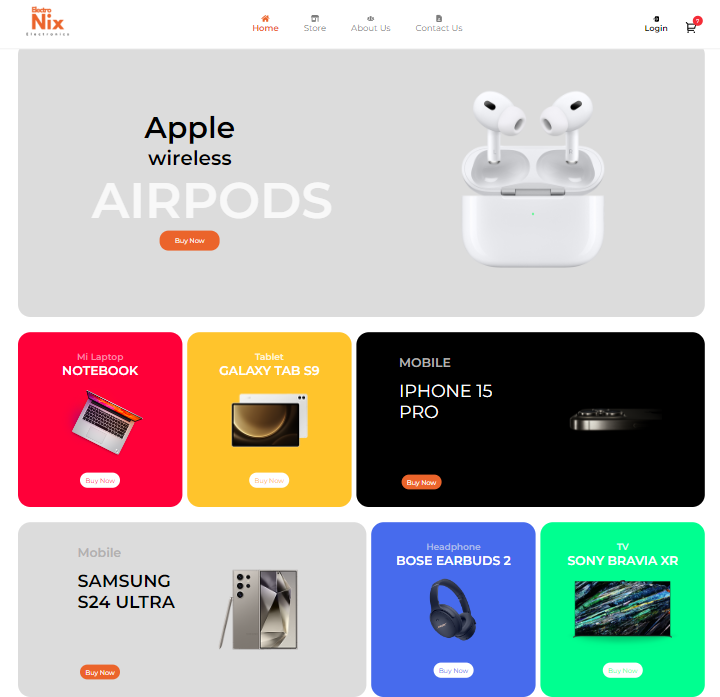 Electro
Nix
Electronics
Home
Store
About Us
Contact Us
Login
Apple
wireless
AIRPODS
Buy Now
Mi Laptop
NOTEBOOK
Buy Now
Tablet
GALAXY TAB S9
Buy Now
MOBILE
IPHONE 15
PRO
Buy Now
Mobile
SAMSUNG
S24 ULTRA
Buy Now
Headphone
BOSE EARBUDS 2
Buy Now
TV
SONY BRAVIA XR
Buy Now